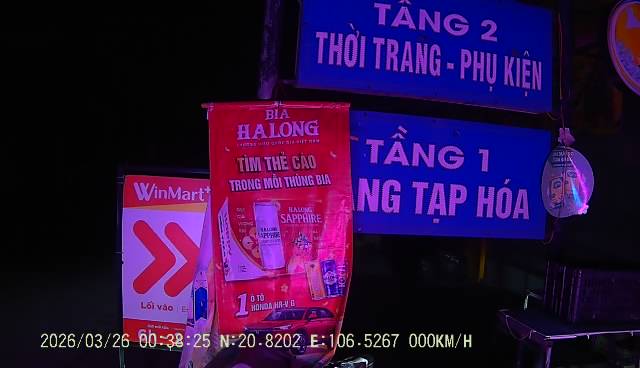 TẦNG 2
THỜI TRANG - PHỤ KIỆN
TẦNG 1
NG TẠP HÓA
BIA
HALONG
TÌM THẺ CÀO
TRONG MỖI THÙNG BIA
HALONG
SAPPHIRE
1 Ô TÔ
HONDA HR-V G
WinMart+
Lối vào
2026/03/26 00:38:25 N:20.8202 E:106.5267 000KM/H